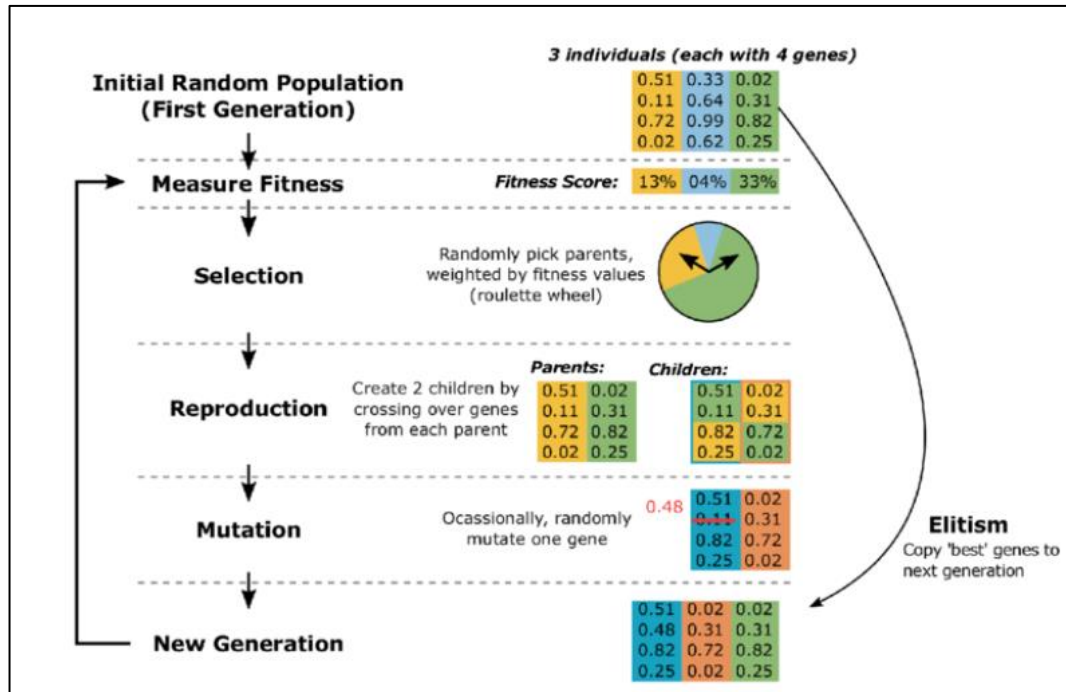 3 individuals (each with 4 genes)
Initial Random Population
(First Generation)
0.51 0.33 0.02
0.11 0.64 0.31
0.72 0.99 0.82
0.02 0.62 0.25
Measure Fitness
Fitness Score: 13% 04% 33%
Selection
Randomly pick parents,
weighted by fitness values
(roulette wheel)
Reproduction
Create 2 children by
crossing over genes
from each parent
Parents:
0.51 0.02
0.11 0.31
0.72 0.82
0.02 0.25
Children:
0.51 0.02
0.11 0.31
0.82 0.72
0.25 0.02
Mutation
Ocassionally, randomly
mutate one gene
0.48
0.51 0.02
0.11 0.31
0.82 0.72
0.25 0.02
Elitism
Copy 'best' genes to
next generation
New Generation
0.51 0.02 0.02
0.48 0.31 0.31
0.82 0.72 0.82
0.25 0.02 0.25